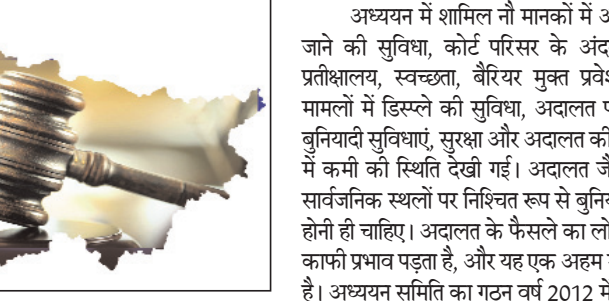 अध्ययन में शामिल नौ मानकों में
जाने की सुविधा, कोर्ट परिसर के
प्रतीक्षालय, स्वच्छता, बैरियर मुक्त
मामलों में डिस्प्ले की सुविधा, अदालत
बुनियादी सुविधाएं, सुरक्षा और अदालत की
में कमी की स्थिति देखी गई। अदालत
सार्वजनिक स्थलों पर निश्चित रूप से
होनी ही चाहिए। अदालत के फैसले का
काफी प्रभाव पड़ता है, और यह एक अहम
है। अध्ययन समिति का गठन वर्ष 2012 में